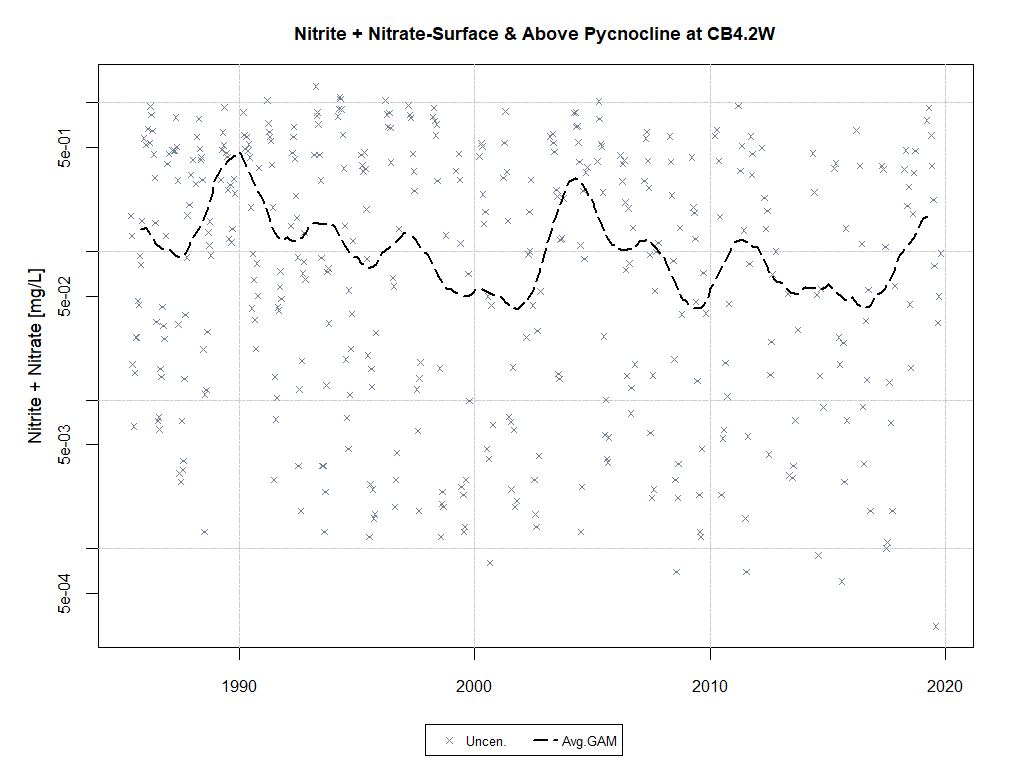 Nitrite + Nitrate-Surface & Above Pycnocline at CB4.2W
Nitrite + Nitrate [mg/L]
5e-01
5e-02
5e-03
5e-04
1990
2000
2010
2020
Uncen.
Avg.GAM